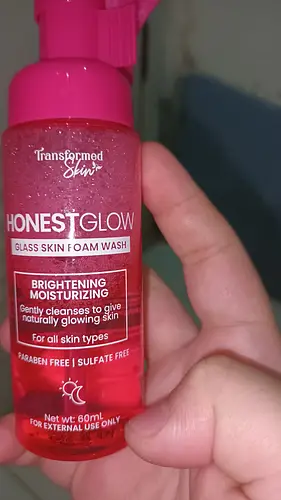 Transformed
Skin™
HONESTGLOW
GLASS SKIN FOAM WASH
BRIGHTENING
MOISTURIZING
Gently cleanses to give
naturally glowing skin
For all skin types
PARABEN FREE | SULFATE FREE
Net wt: 60mL
FOR EXTERNAL USE ONLY